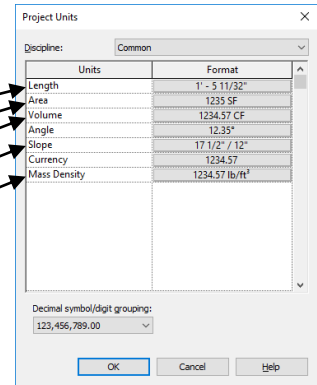 Project Units
Discipline: Common
Units Format
Length 1' - 5 11/32"
Area 1235 SF
Volume 1234.57 CF
Angle 12.35°
Slope 17 1/2" / 12"
Currency 1234.57
Mass Density 1234.57 lb/ft³
Decimal symbol/digit grouping:
123,456,789.00
OK Cancel Help